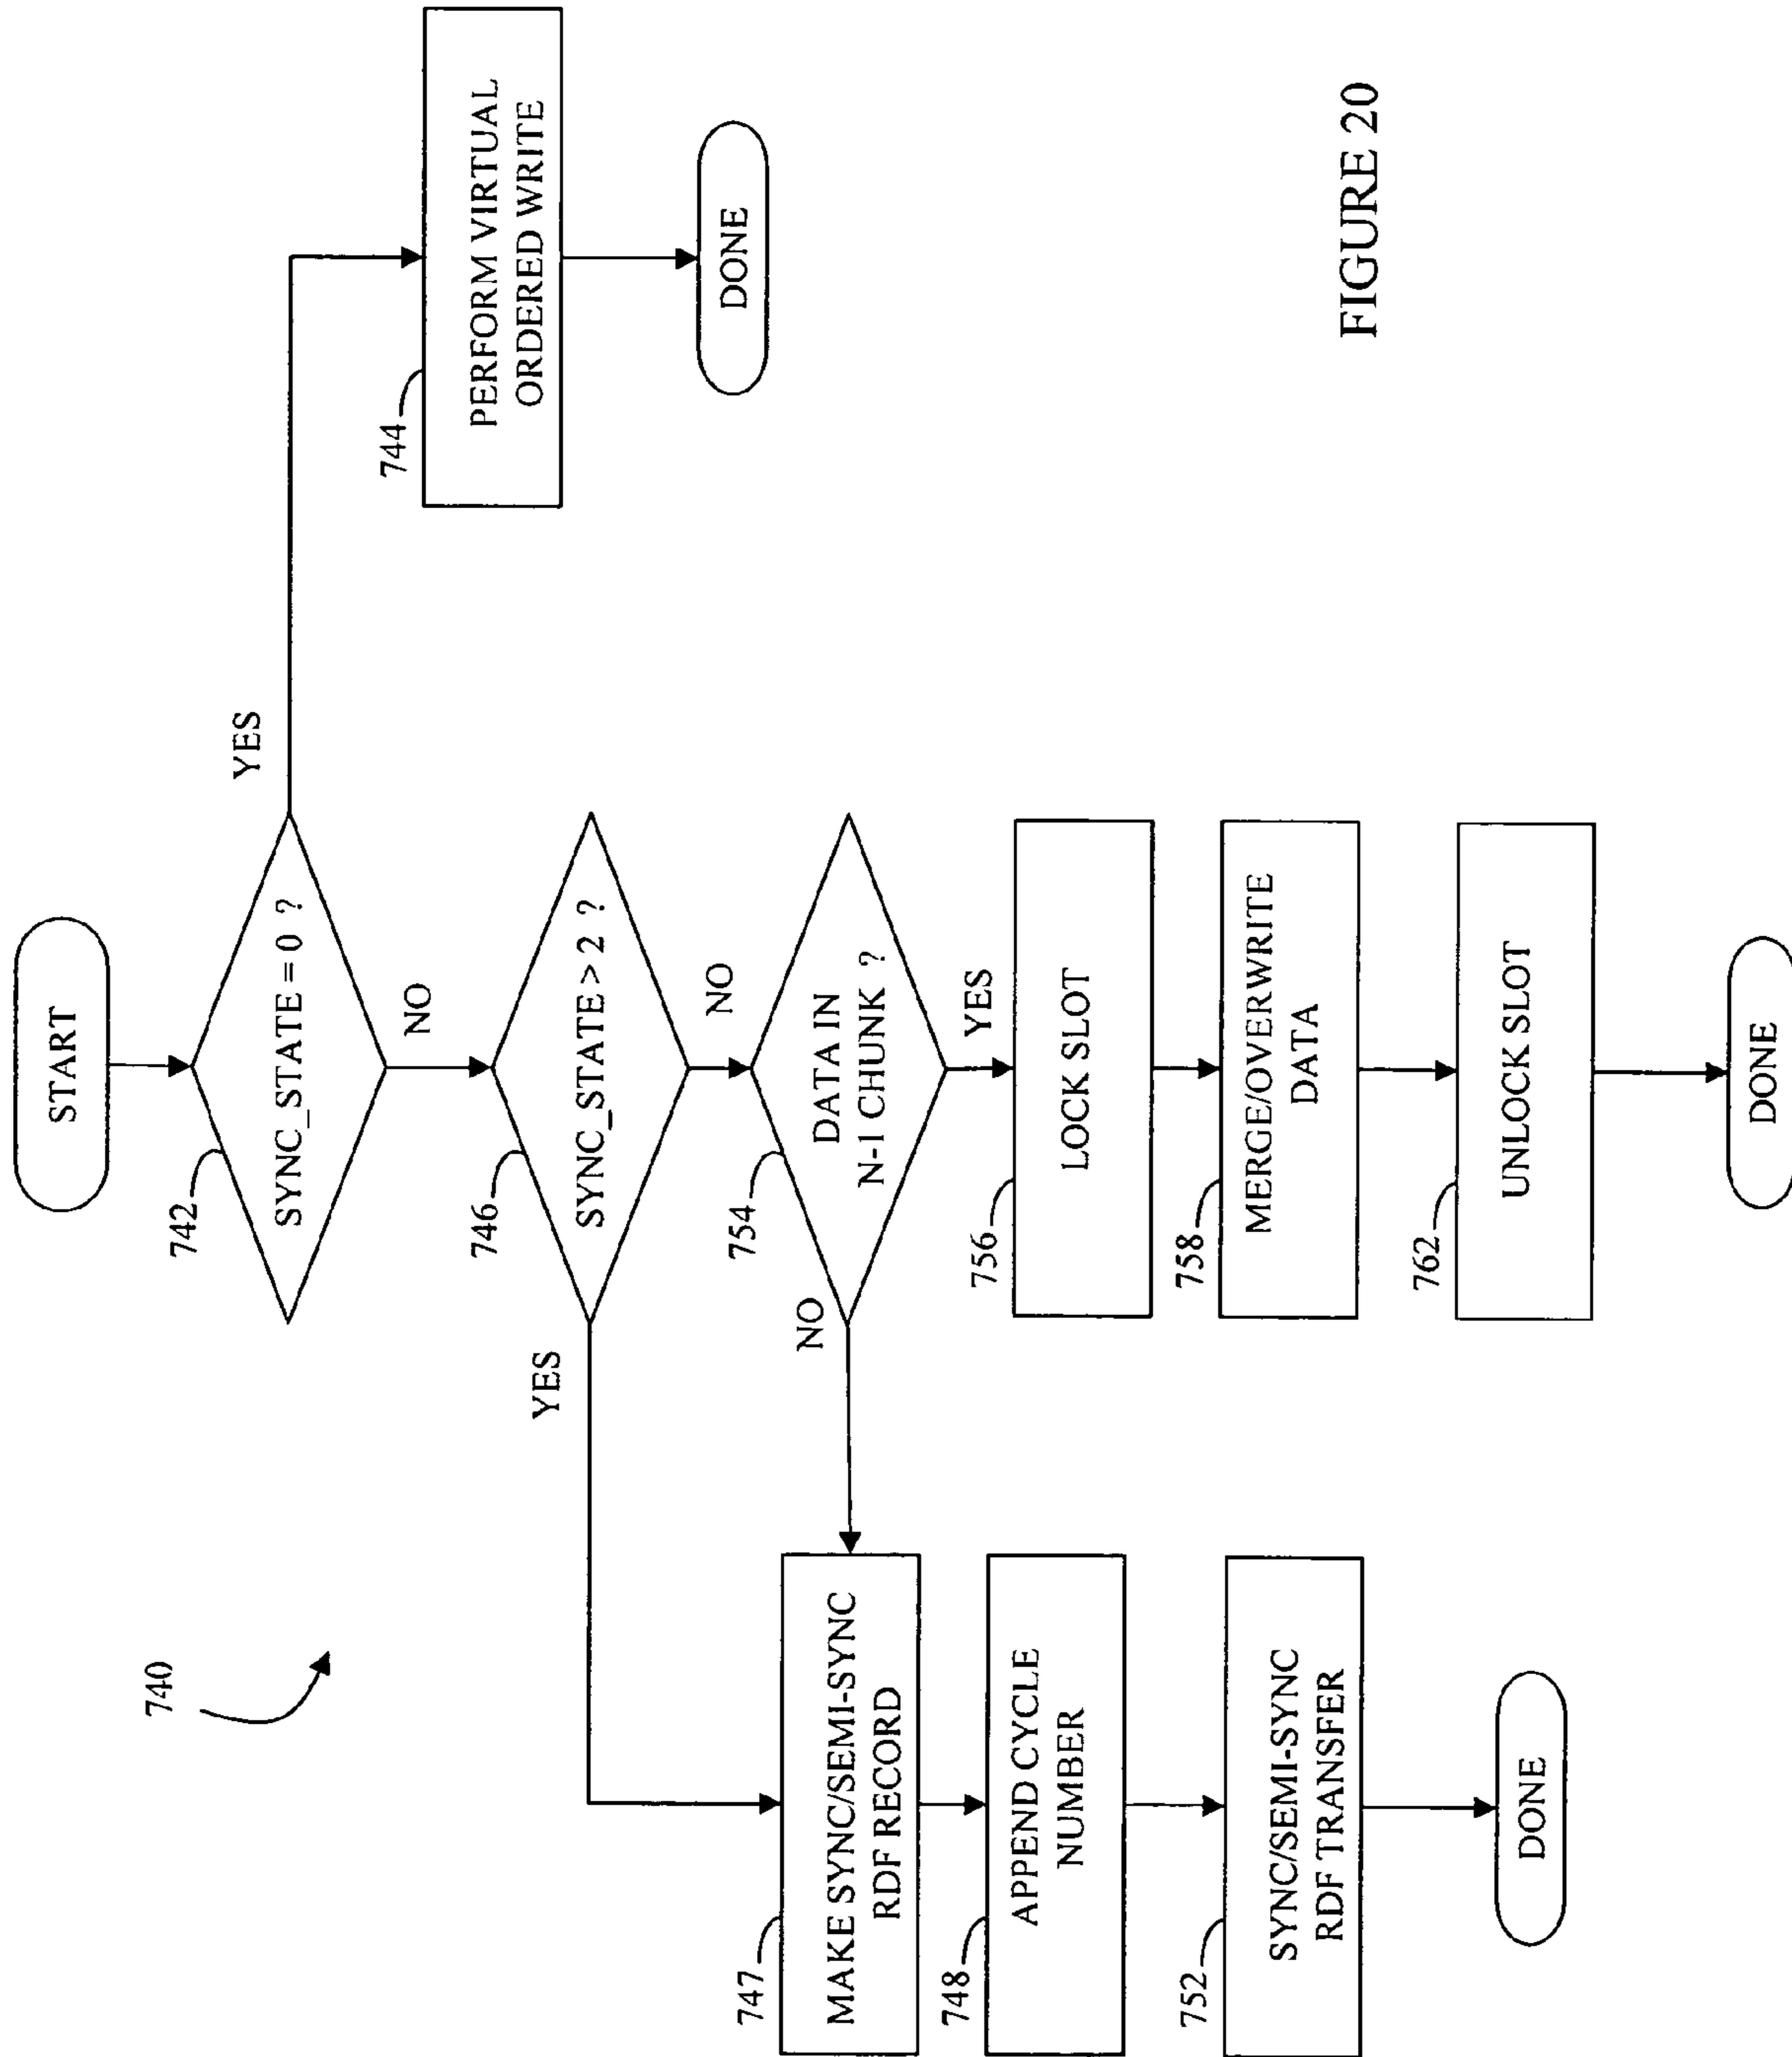 740
START
742
SYNC_STATE = 0 ?
YES
NO
744
PERFORM VIRTUAL
ORDERED WRITE
DONE
746
SYNC_STATE > 2 ?
YES
NO
754
DATA IN
N-1 CHUNK ?
NO
YES
747
MAKE SYNC/SEMI-SYNC
RDF RECORD
748
APPEND CYCLE
NUMBER
752
SYNC/SEMI-SYNC
RDF TRANSFER
DONE
756
LOCK SLOT
758
MERGE/OVERWRITE
DATA
762
UNLOCK SLOT
DONE
FIGURE 20